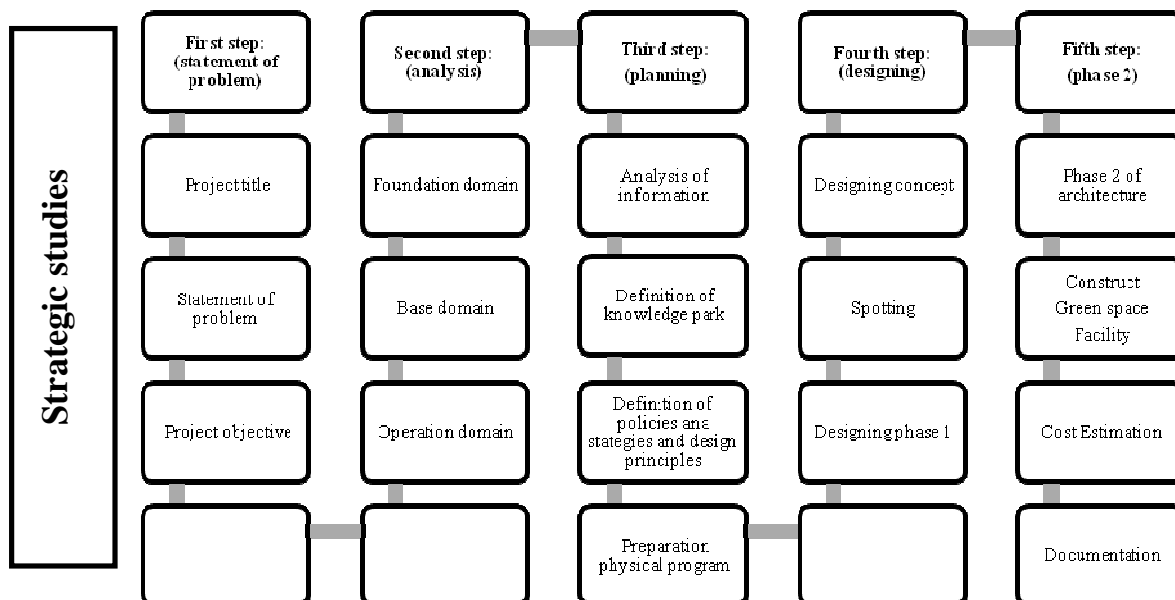 Strategic studies
First step:
(statement of
problem)
Project title
Statement of
problem
Project objective
Second step:
(analysis)
Foundation domain
Base domain
Operation domain
Third step:
(planning)
Analysis of
information
Definition of
knowledge park
Definition of
policies and
stategies and design
principles
Preparation
physical program
Fourth step:
(designing)
Designing concept
Spotting
Designing phase 1
Fifth step:
(phase 2)
Phase 2 of
architecture
Construct
Green space
Facility
Cost Estimation
Documentation